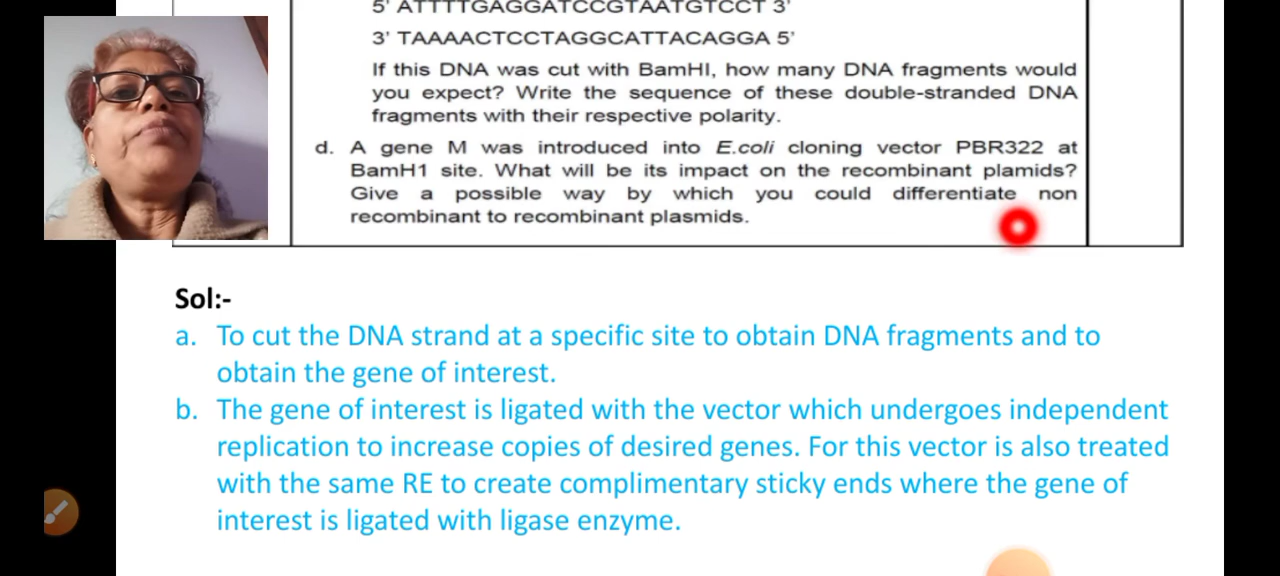 5' ATTTTGAGGATCCGTAATGTCCT 3'
3' TAAAACTCCTAGGCATTACAGGA 5'
If this DNA was cut with BamHI, how many DNA fragments would
you expect? Write the sequence of these double-stranded DNA
fragments with their respective polarity.
d. A gene M was introduced into E.coli cloning vector PBR322 at
BamH1 site. What will be its impact on the recombinant plamids?
Give a possible way by which you could differentiate non
recombinant to recombinant plasmids.
Sol:-
a. To cut the DNA strand at a specific site to obtain DNA fragments and to
obtain the gene of interest.
b. The gene of interest is ligated with the vector which undergoes independent
replication to increase copies of desired genes. For this vector is also treated
with the same RE to create complimentary sticky ends where the gene of
interest is ligated with ligase enzyme.